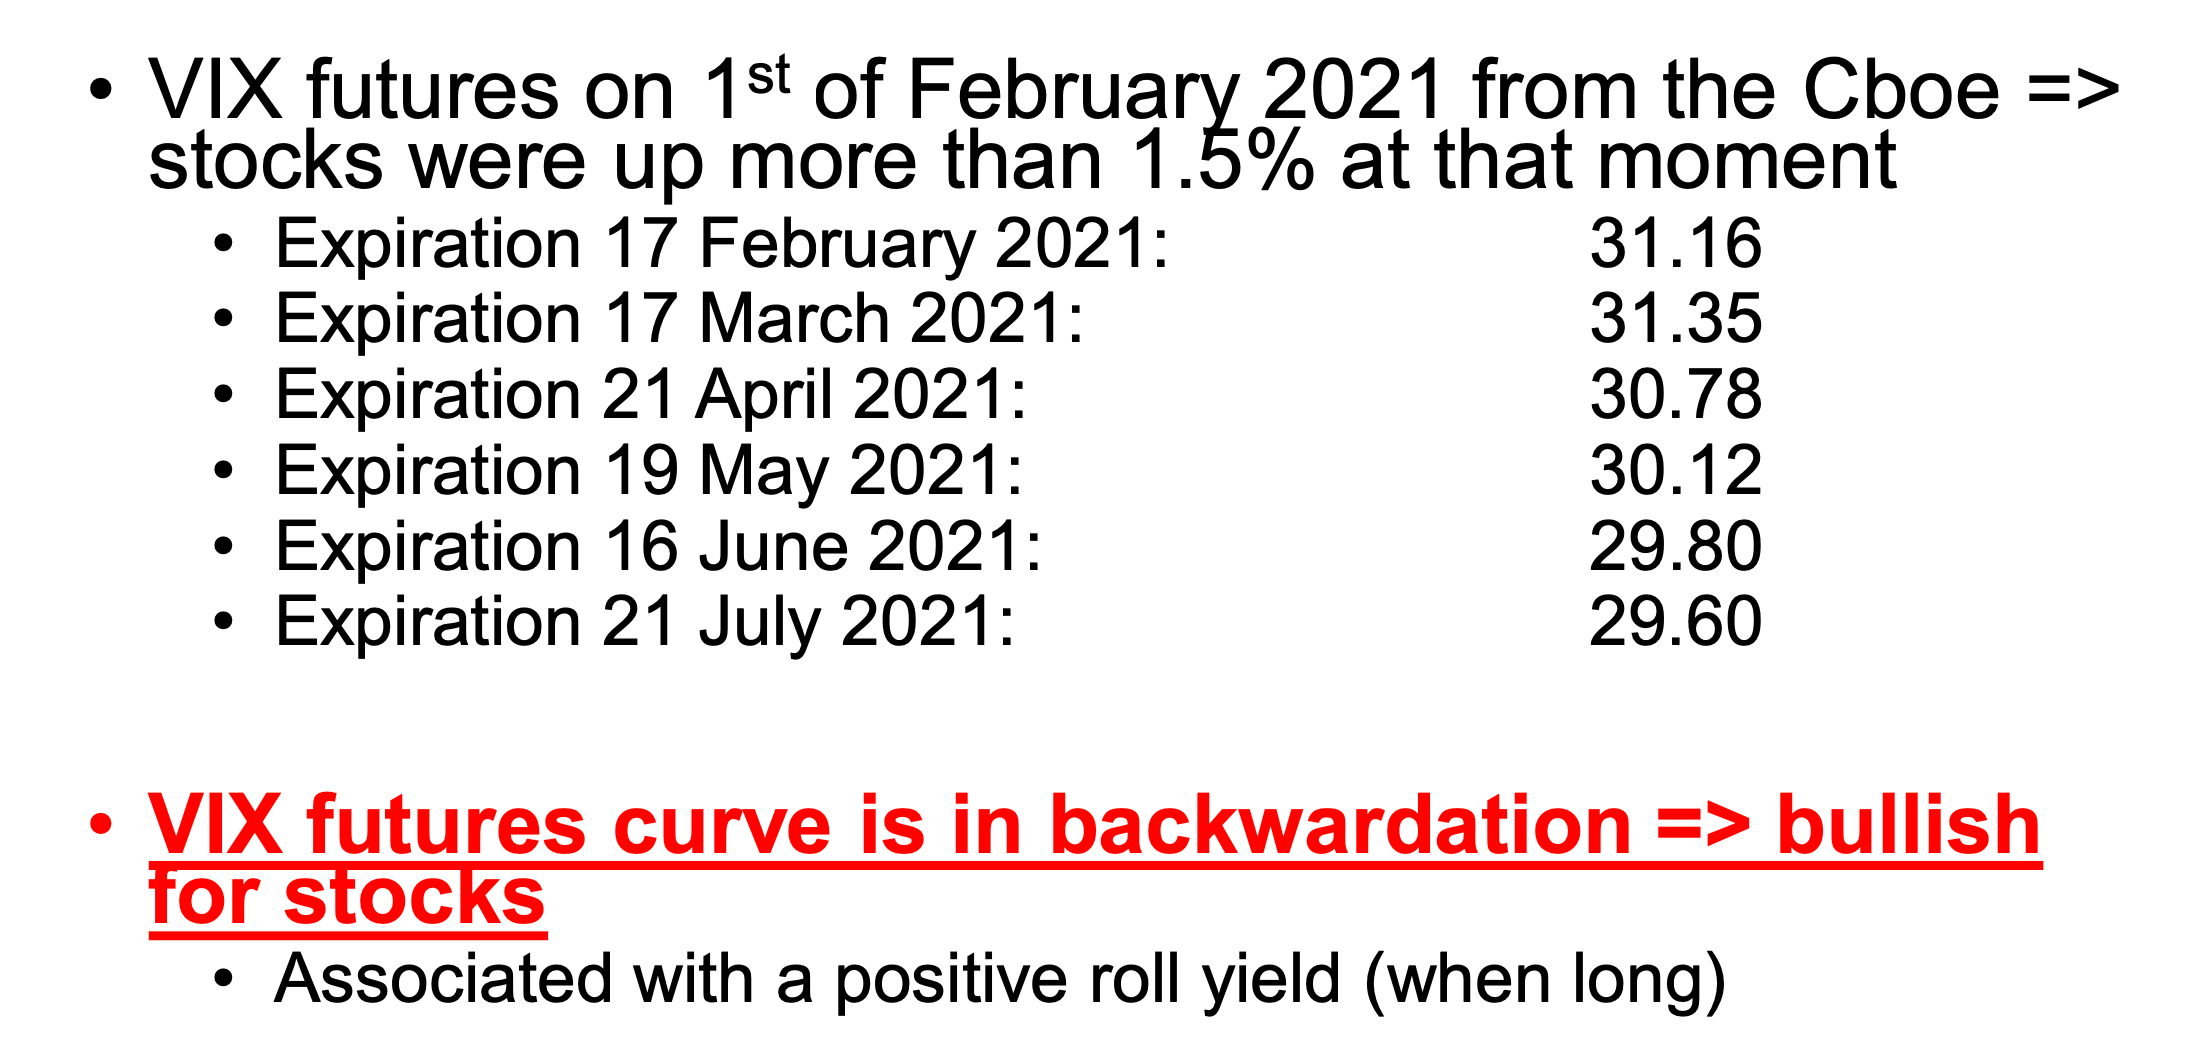 • VIX futures on 1st of February 2021 from the Cboe =>
stocks were up more than 1.5% at that moment
• Expiration 17 February 2021: 31.16
• Expiration 17 March 2021: 31.35
• Expiration 21 April 2021: 30.78
• Expiration 19 May 2021: 30.12
• Expiration 16 June 2021: 29.80
• Expiration 21 July 2021: 29.60
• VIX futures curve is in backwardation => bullish
for stocks
• Associated with a positive roll yield (when long)